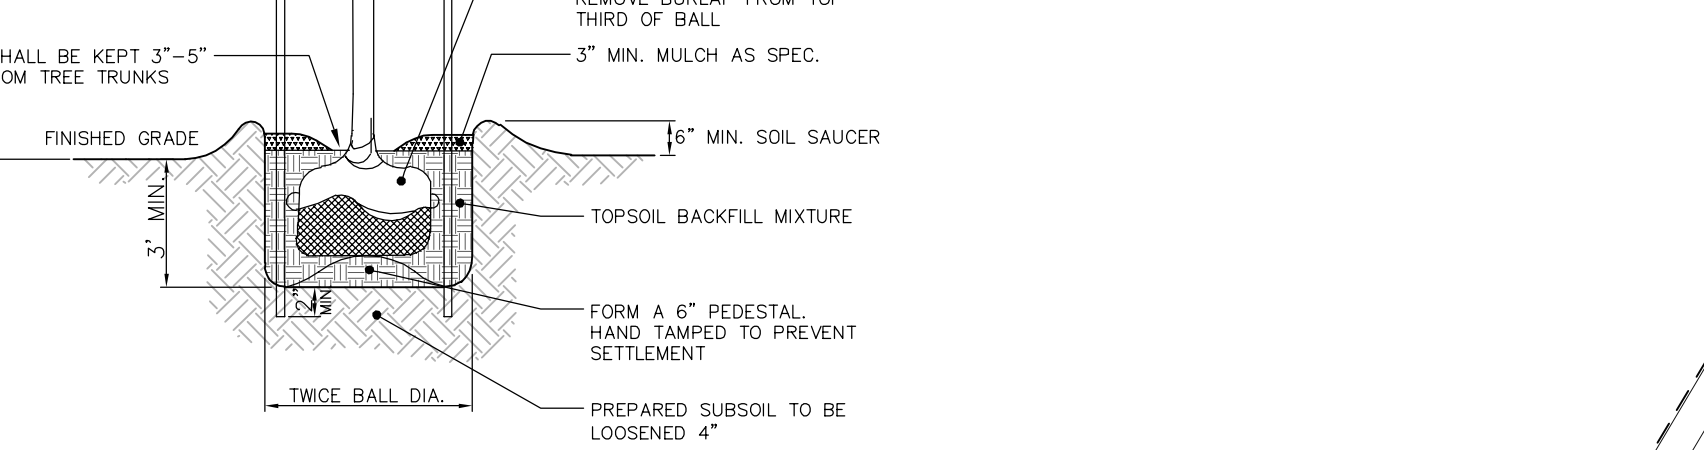 REMOVE BURLAP FROM TOP
THIRD OF BALL
HALL BE KEPT 3"-5"
OM TREE TRUNKS
3" MIN. MULCH AS SPEC.
FINISHED GRADE
6" MIN. SOIL SAUCER
3' MIN.
TOPSOIL BACKFILL MIXTURE
2"
MIN
FORM A 6" PEDESTAL.
HAND TAMPED TO PREVENT
SETTLEMENT
TWICE BALL DIA.
PREPARED SUBSOIL TO BE
LOOSENED 4"